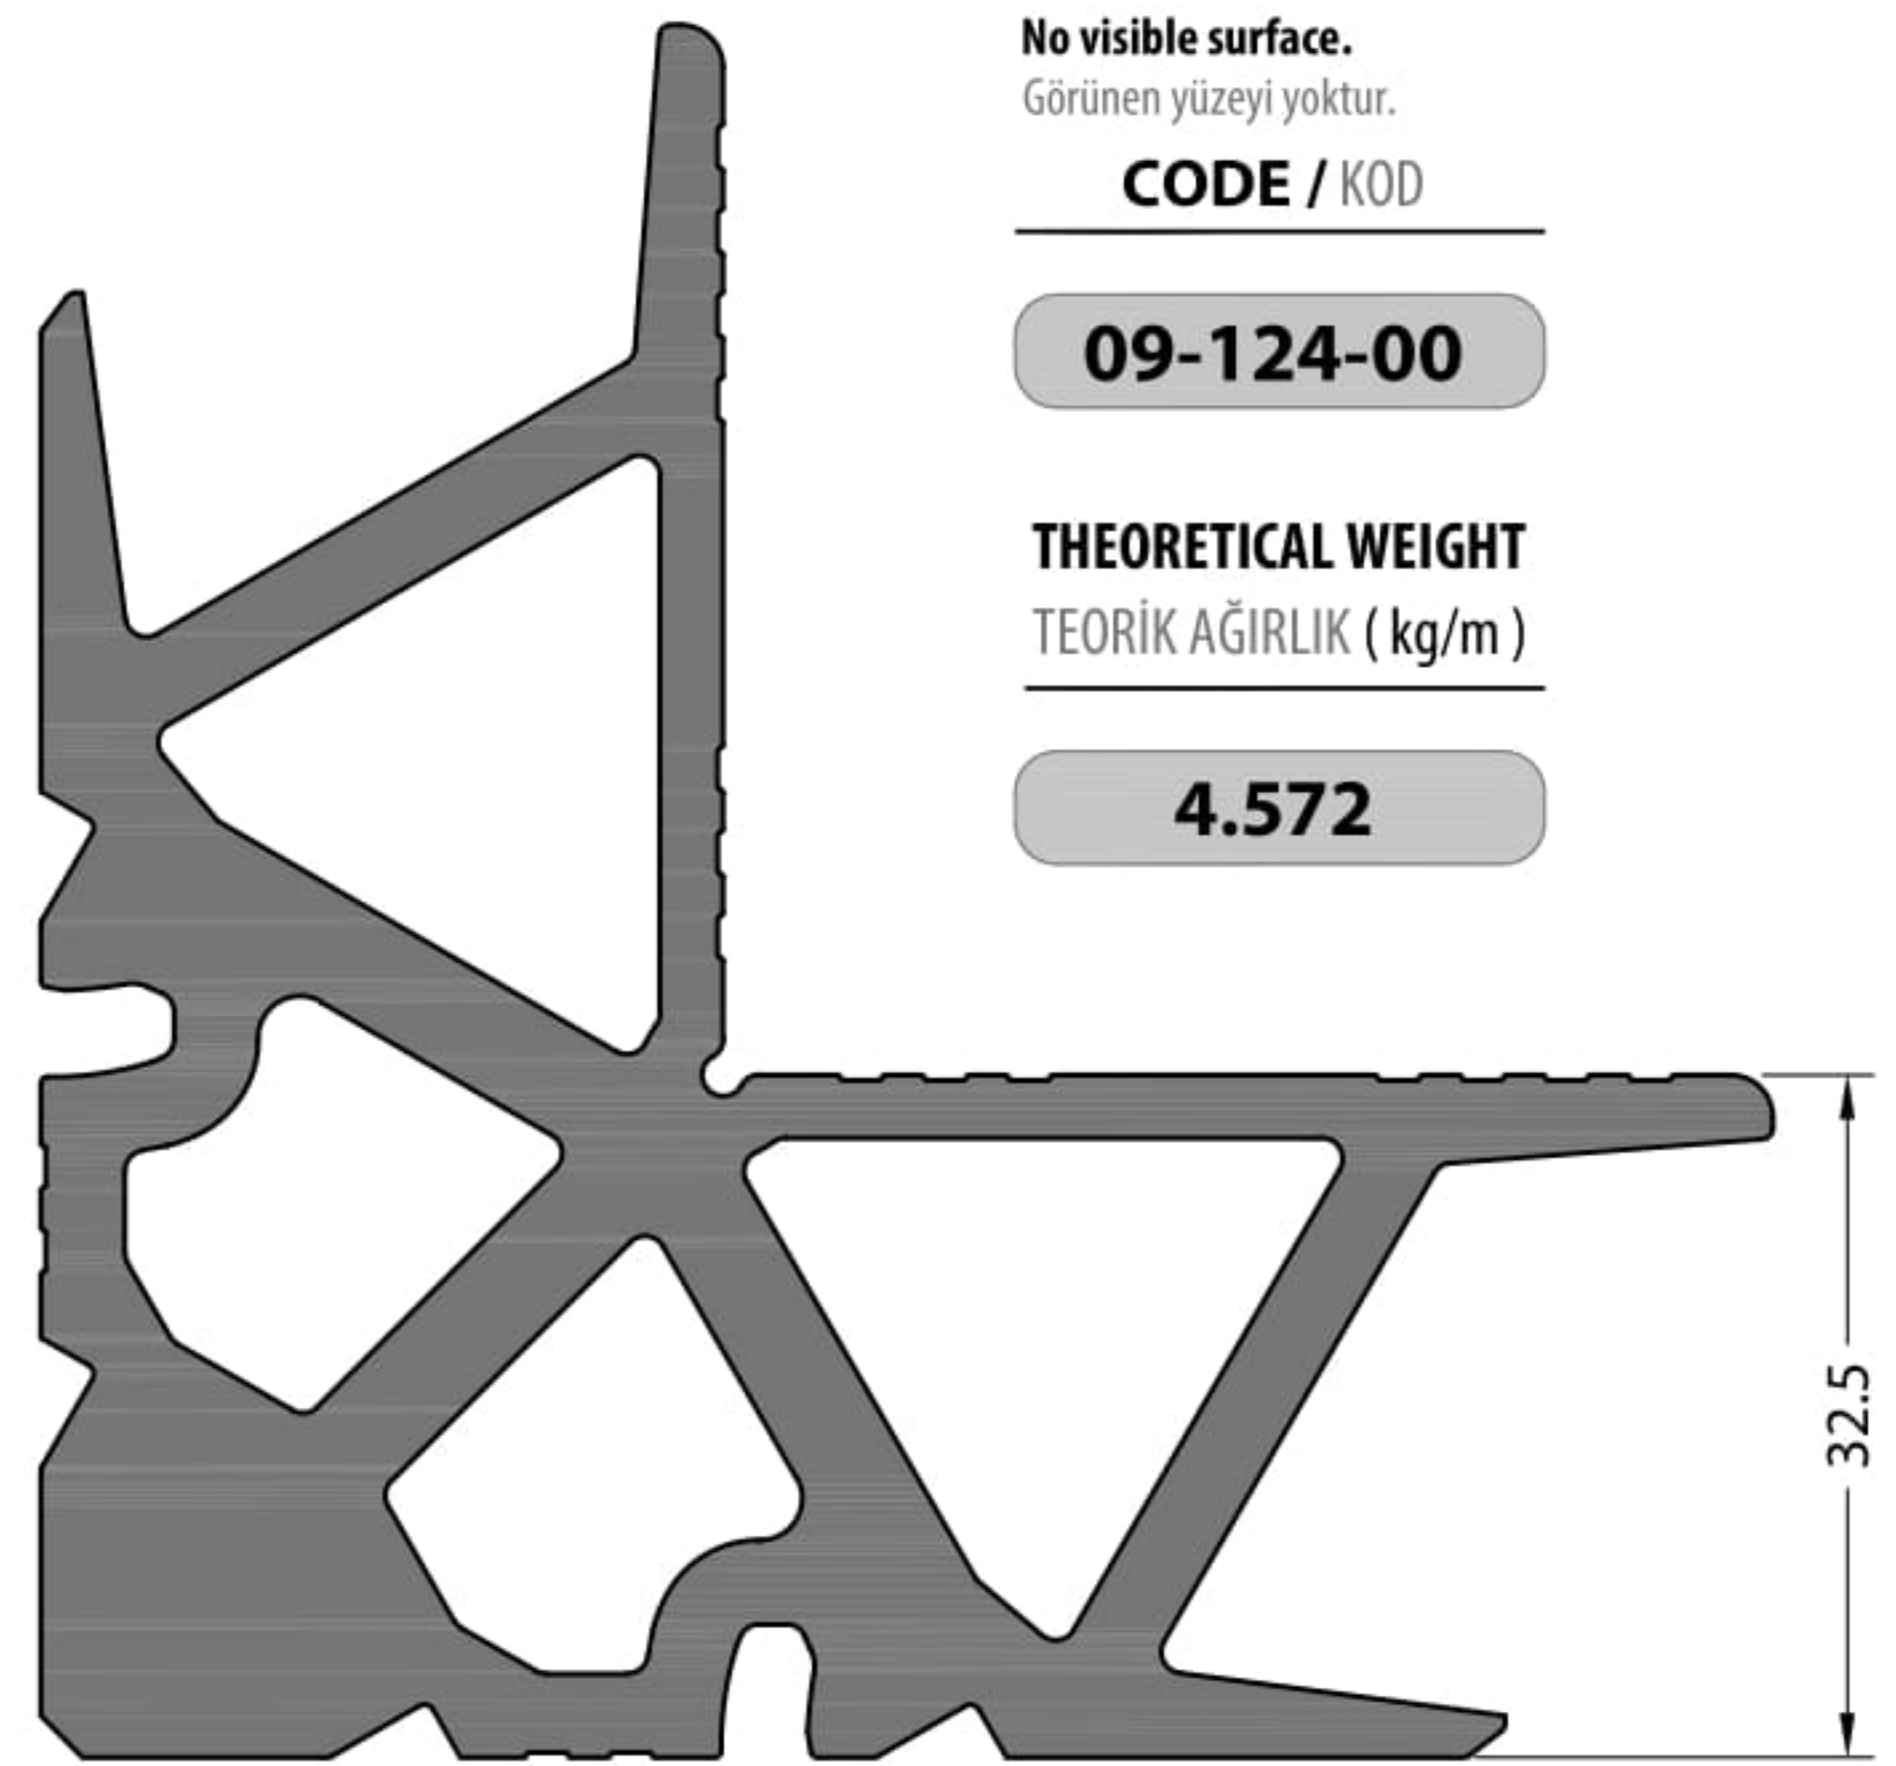 No visible surface.
Görünen yüzeyi yoktur.
CODE / KOD
09-124-00
THEORETICAL WEIGHT
TEORİK AĞIRLIK ( kg/m )
4.572
32.5